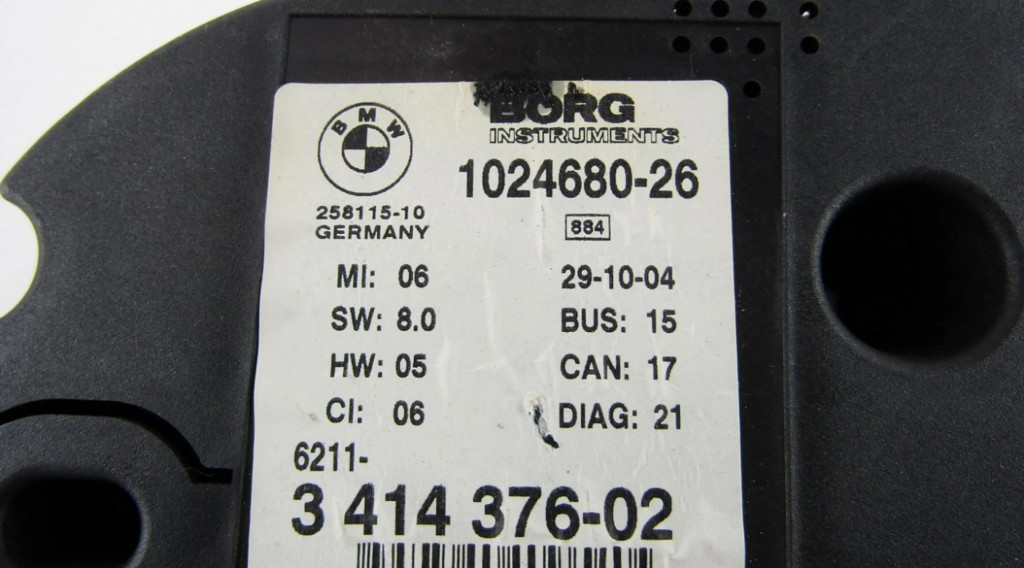 BMW
BORG
INSTRUMENTS
1024680-26
258115-10
GERMANY
884
MI: 06 29-10-04
SW: 8.0 BUS: 15
HW: 05 CAN: 17
CI: 06 DIAG: 21
6211-
3 414 376-02